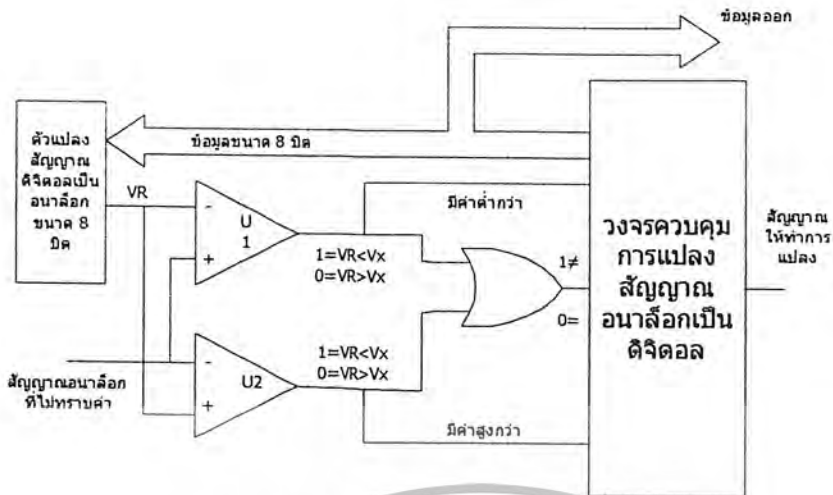 ข้อมูลออก
ตัวแปลง
สัญญาณ
ดิจิตอลเป็น
อนาล็อก
ขนาด 8
บิต
ข้อมูลขนาด 8 บิต
VR
-
+
U
1
1=VR<Vx
0=VR>Vx
มีค่าต่ำกว่า
1≠
0=
วงจรควบคุม
การแปลง
สัญญาณ
อนาล็อกเป็น
ดิจิตอล
สัญญาณ
ให้ทำการ
แปลง
สัญญาณอนาล็อก
ที่ไม่ทราบค่า
-
+
U2
1=VR<Vx
0=VR>Vx
มีค่าสูงกว่า